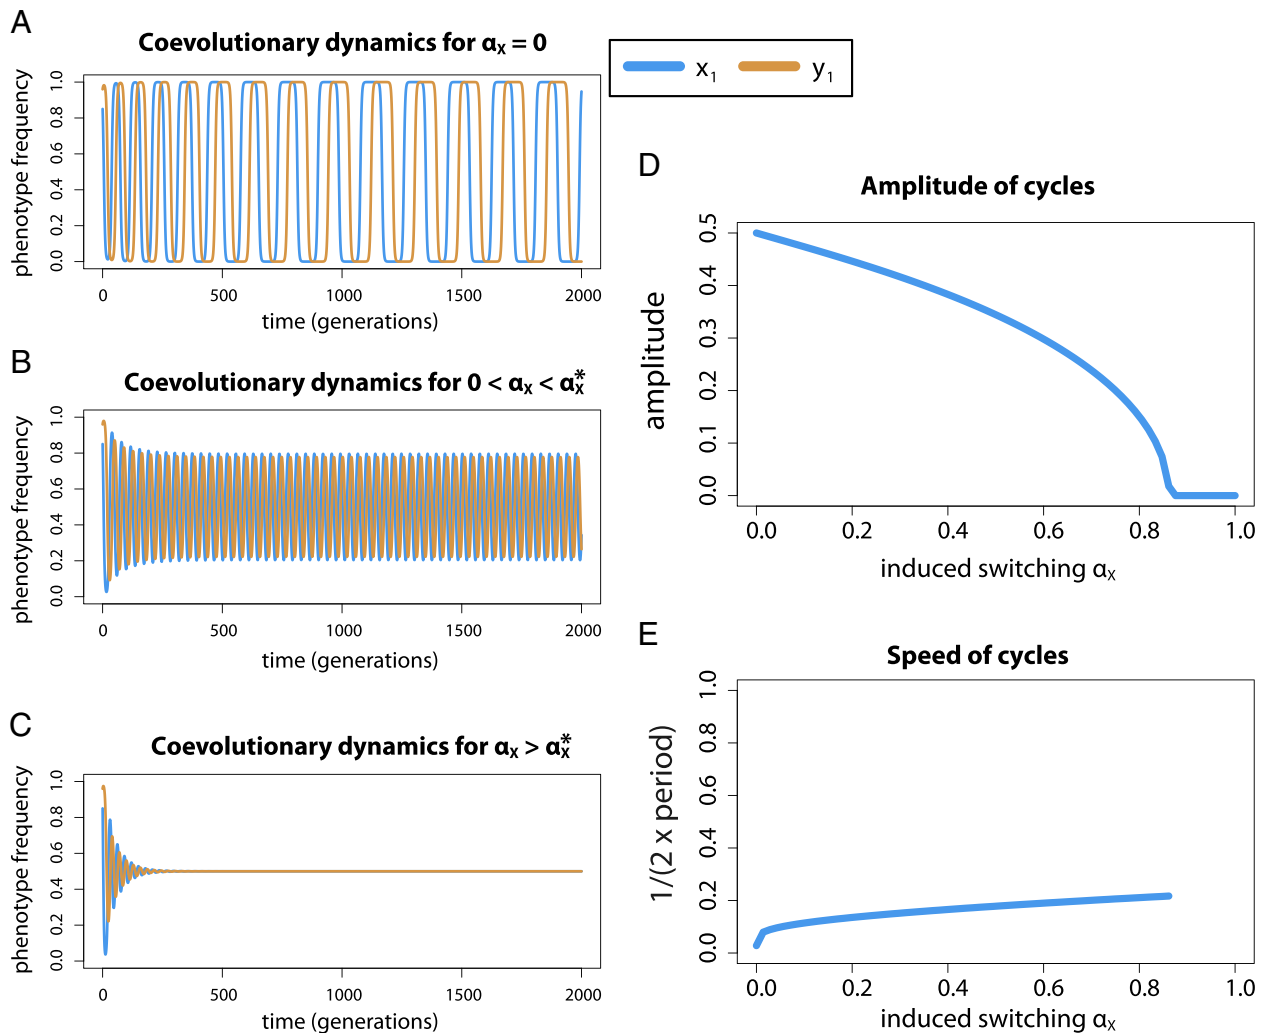 A
Coevolutionary dynamics for αx = 0
phenotype frequency
0.0 0.2 0.4 0.6 0.8 1.0
0 500 1000 1500 2000
time (generations)
x1 y1
B
Coevolutionary dynamics for 0 < αx < αx*
phenotype frequency
0.0 0.2 0.4 0.6 0.8 1.0
0 500 1000 1500 2000
time (generations)
C
Coevolutionary dynamics for αx > αx*
phenotype frequency
0.0 0.2 0.4 0.6 0.8 1.0
0 500 1000 1500 2000
time (generations)
D
Amplitude of cycles
amplitude
0.0 0.1 0.2 0.3 0.4 0.5
0.0 0.2 0.4 0.6 0.8 1.0
induced switching αx
E
Speed of cycles
1/(2 x period)
0.0 0.2 0.4 0.6 0.8 1.0
0.0 0.2 0.4 0.6 0.8 1.0
induced switching αx